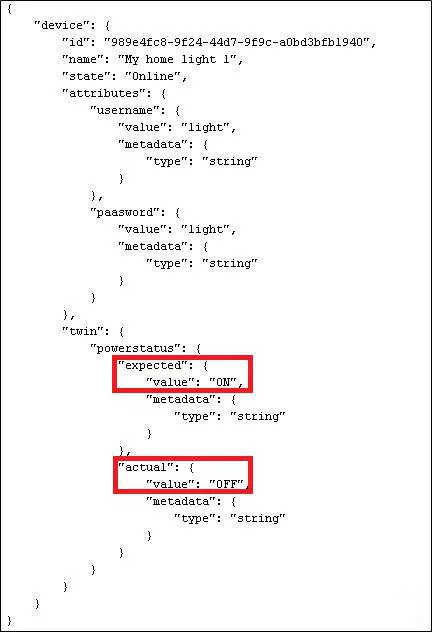 {
"device": {
"id": "989e4fc8-9f24-44d7-9f9c-a0bd3bfb1940",
"name": "My home light 1",
"state": "Online",
"attributes": {
"username": {
"value": "light",
"metadata": {
"type": "string"
}
},
"paasword": {
"value": "light",
"metadata": {
"type": "string"
}
}
},
"twin": {
"powerstatus": {
"expected": {
"value": "ON",
"metadata": {
"type": "string"
}
},
"actual": {
"value": "OFF",
"metadata": {
"type": "string"
}
}
}
}
}
}